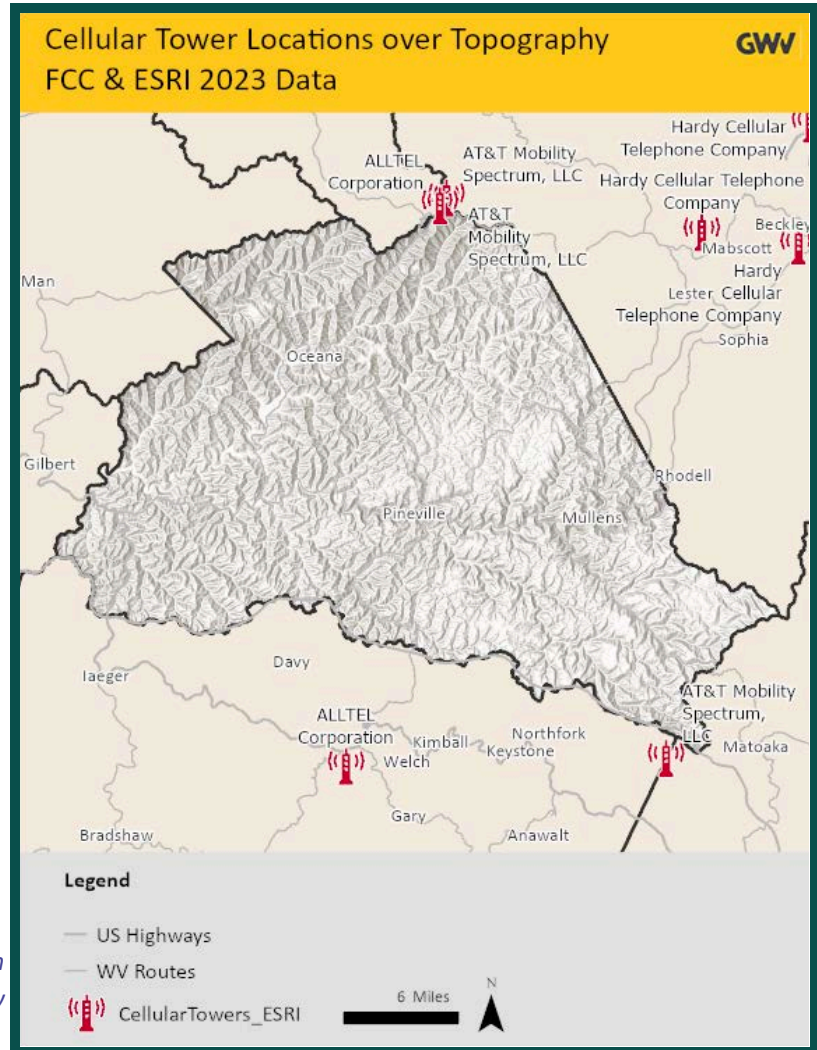 Cellular Tower Locations over Topography
FCC & ESRI 2023 Data
GWV
Hardy Cellular
Telephone Company
ALLTEL
Corporation
AT&T Mobility
Spectrum, LLC
Hardy Cellular Telephone
Company
AT&T
Mobility
Spectrum, LLC
Beckley
Mabscott
Hardy
Lester Cellular
Telephone Company
Sophia
Man
Oceana
Gilbert
Rhodell
Pineville
Mullens
Iaeger
Davy
AT&T Mobility
Spectrum,
LLC
Matoaka
ALLTEL
Corporation
Kimball
Northfork
Keystone
Welch
Gary
Bradshaw
Anawalt
Legend
US Highways
WV Routes
CellularTowers_ESRI
6 Miles
N